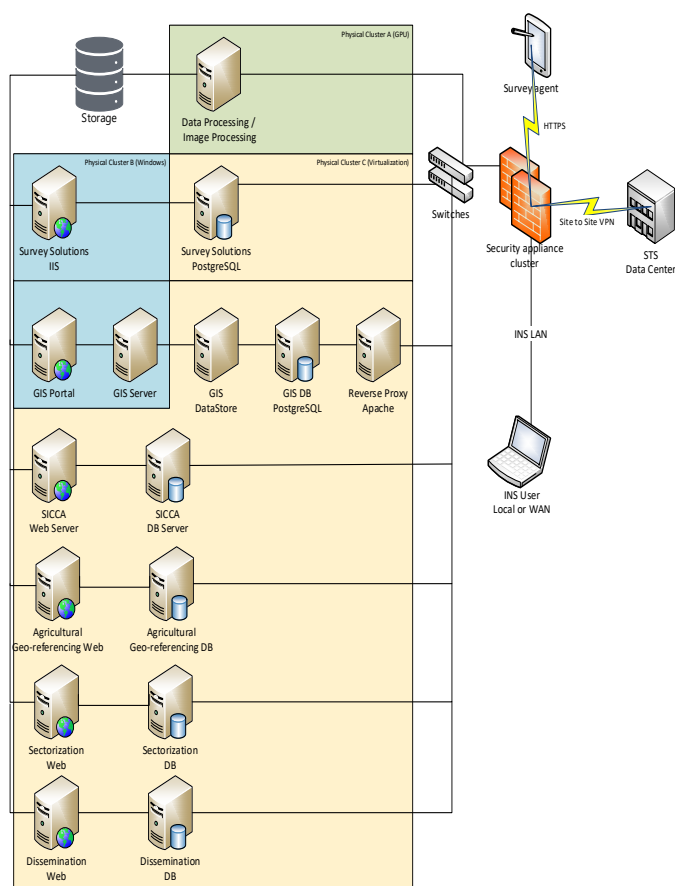 Physical Cluster A (GPU)
Storage
Data Processing /
Image Processing
Survey agent
HTTPS
Physical Cluster B (Windows)
Physical Cluster C (Virtualization)
Survey Solutions
IIS
Survey Solutions
PostgreSQL
Switches
Security appliance
cluster
Site to Site VPN
STS
Data Center
INS LAN
GIS Portal
GIS Server
GIS
DataStore
GIS DB
PostgreSQL
Reverse Proxy
Apache
INS User
Local or WAN
SICCA
Web Server
SICCA
DB Server
Agricultural
Geo-referencing Web
Agricultural
Geo-referencing DB
Sectorization
Web
Sectorization
DB
Dissemination
Web
Dissemination
DB